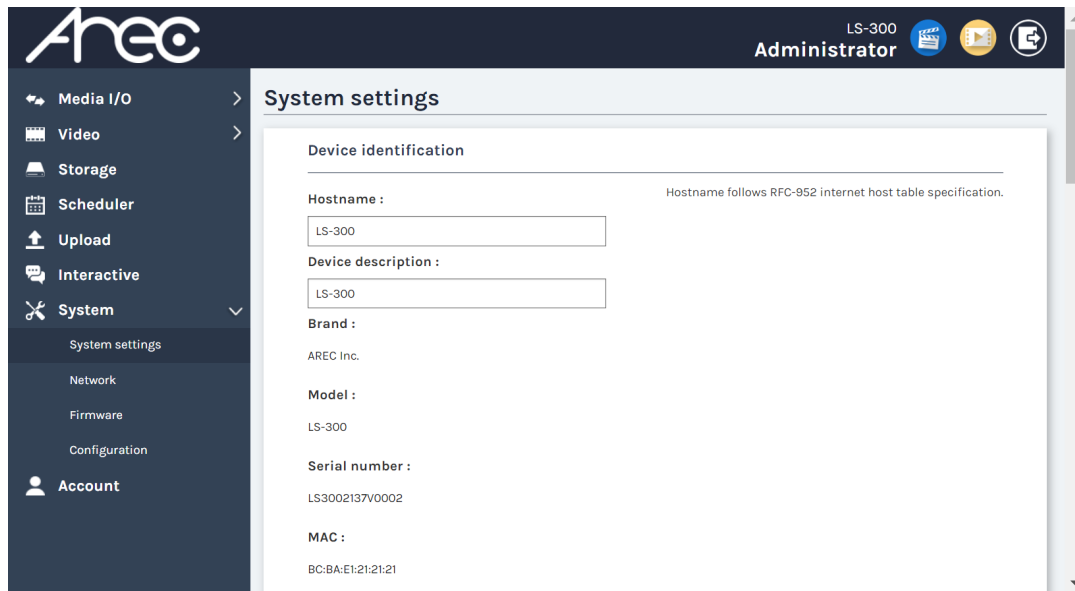 Arec
LS-300
Administrator
Media I/O
Video
Storage
Scheduler
Upload
Interactive
System
System settings
Network
Firmware
Configuration
Account
System settings
Device identification
Hostname :
Hostname follows RFC-952 internet host table specification.
LS-300
Device description :
LS-300
Brand :
AREC Inc.
Model :
LS-300
Serial number :
LS3002137V0002
MAC :
BC:BA:E1:21:21:21